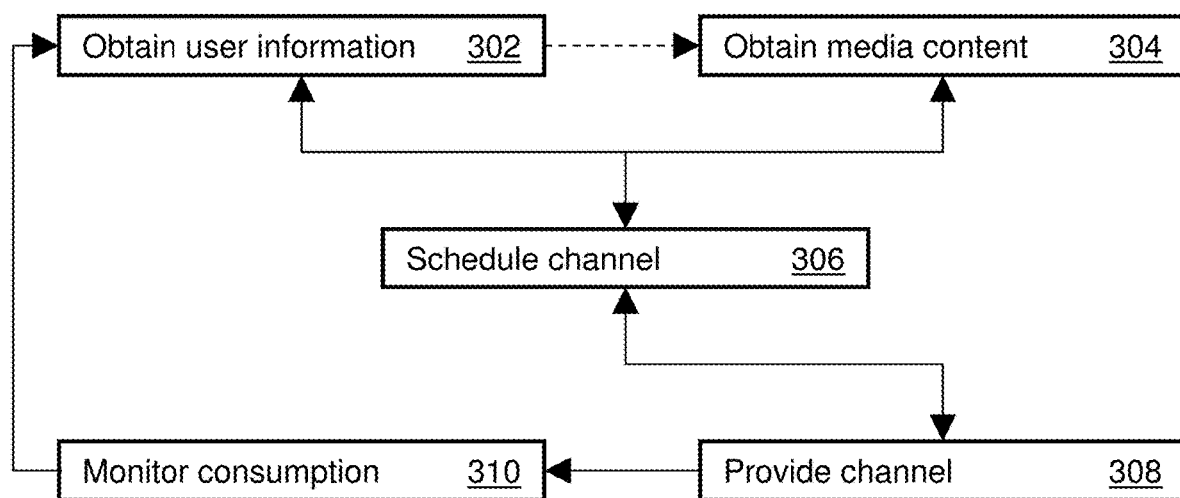 Obtain user information 302
Obtain media content 304
Schedule channel 306
Monitor consumption 310
Provide channel 308